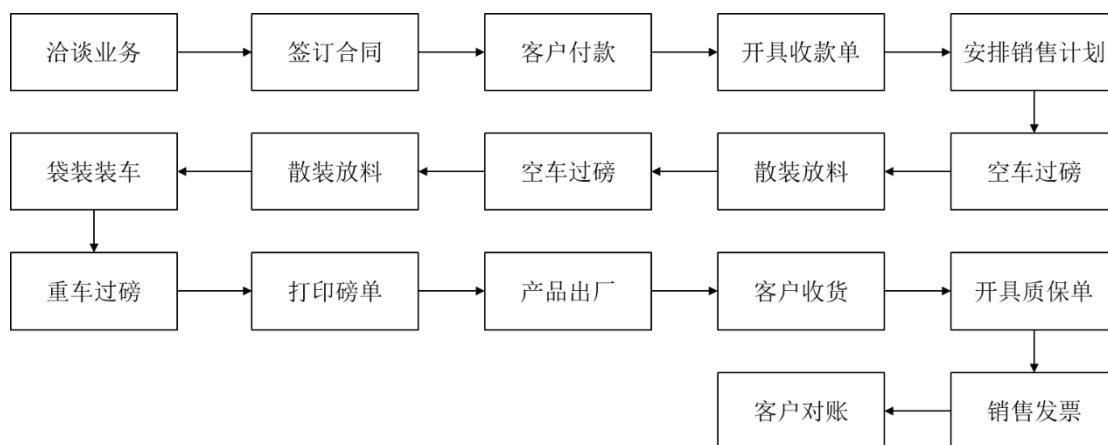 洽谈业务
签订合同
客户付款
开具收款单
安排销售计划
空车过磅
散装放料
空车过磅
散装放料
袋装装车
重车过磅
打印磅单
产品出厂
客户收货
开具质保单
销售发票
客户对账